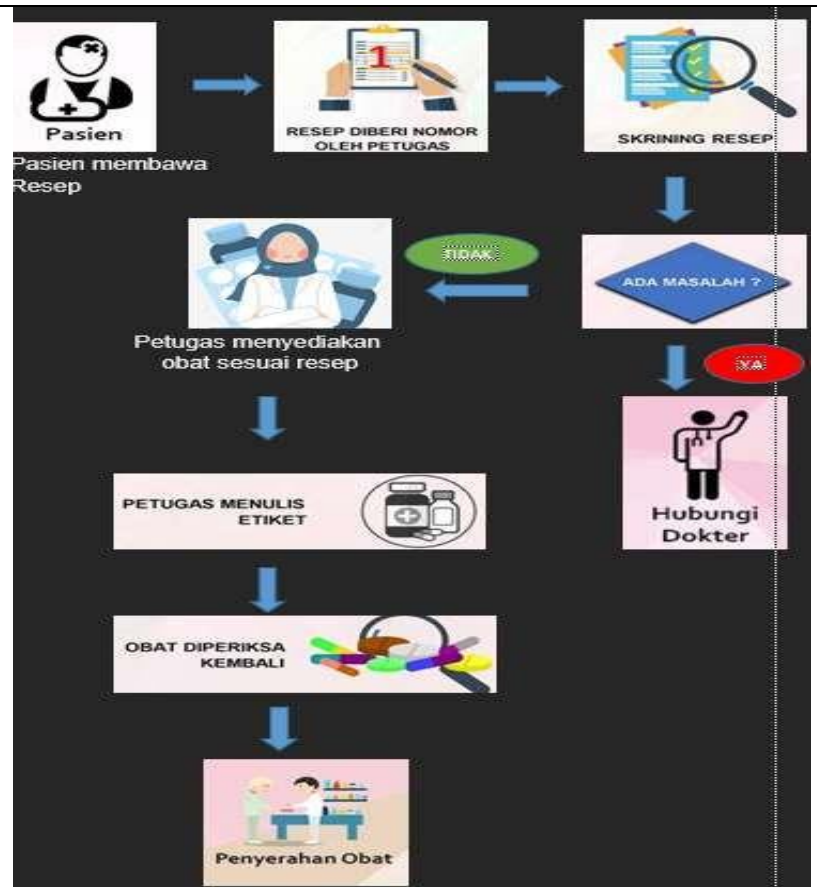 Pasien
Pasien membawa
Resep
1
RESEP DIBERI NOMOR
OLEH PETUGAS
SKRINING RESEP
ADA MASALAH ?
TIDAK
Petugas menyediakan
obat sesuai resep
YA
Hubungi
Dokter
PETUGAS MENULIS
ETIKET
OBAT DIPERIKSA
KEMBALI
Penyerahan Obat